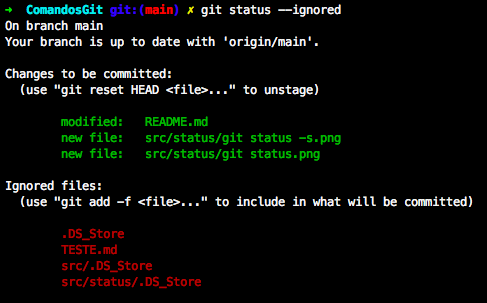 ➜ ComandosGit git:(main) ✗ git status --ignored
On branch main
Your branch is up to date with 'origin/main'.
Changes to be committed:
(use "git reset HEAD <file>..." to unstage)
modified: README.md
new file: src/status/git status -s.png
new file: src/status/git status.png
Ignored files:
(use "git add -f <file>..." to include in what will be committed)
.DS_Store
TESTE.md
src/.DS_Store
src/status/.DS_Store